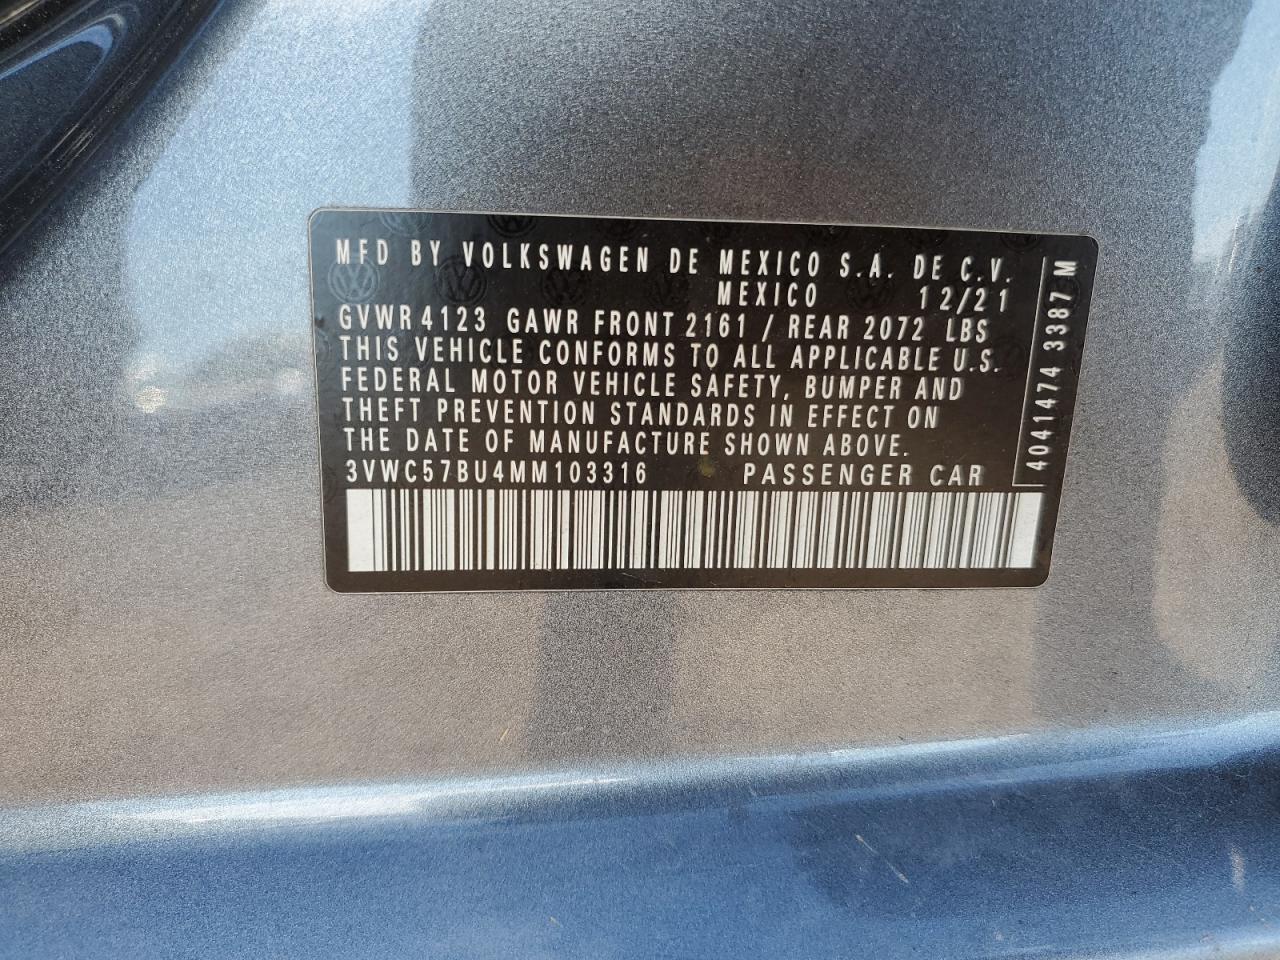 MFD BY VOLKSWAGEN DE MEXICO S.A. DE C.V.
MEXICO 12/21
GVWR 4123 GAWR FRONT 2161 / REAR 2072 LBS
THIS VEHICLE CONFORMS TO ALL APPLICABLE U.S.
FEDERAL MOTOR VEHICLE SAFETY, BUMPER AND
THEFT PREVENTION STANDARDS IN EFFECT ON
THE DATE OF MANUFACTURE SHOWN ABOVE.
3VWC57BU4MM103316 PASSENGER CAR
4041474 3387 M